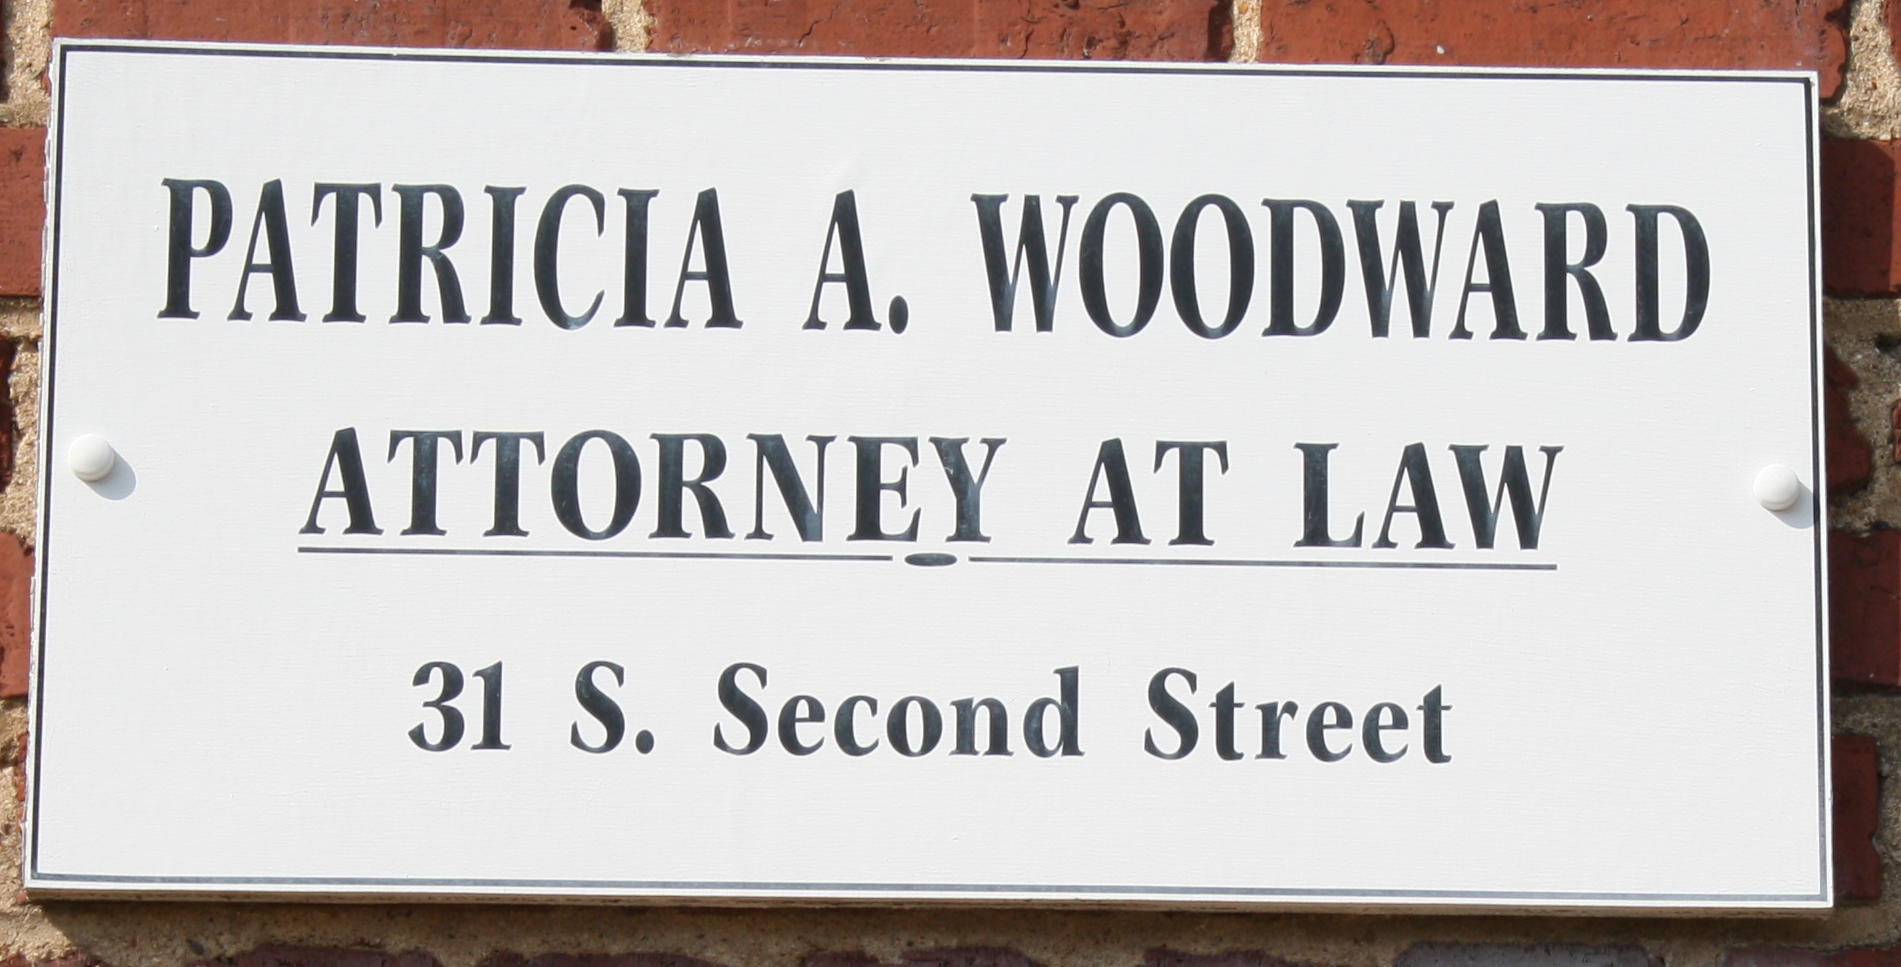 PATRICIA A. WOODWARD
ATTORNEY AT LAW
31 S. Second Street